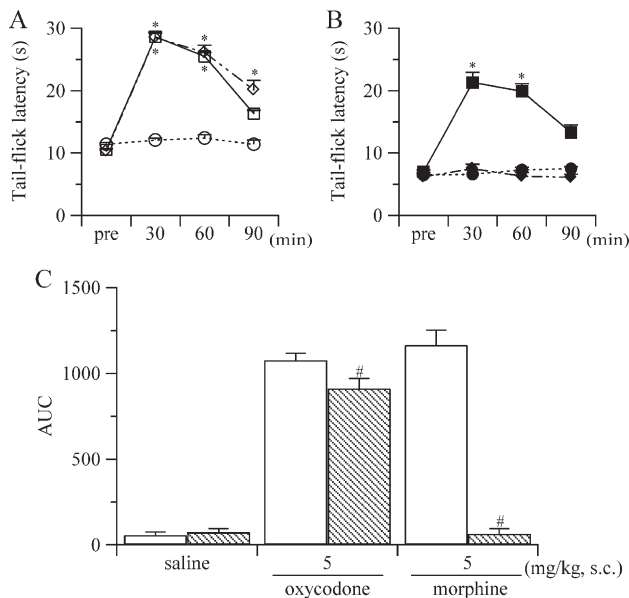 A
B
Tail-flick latency (s)
30
20
10
0
* * *
* *
pre 30 60 90 (min)
Tail-flick latency (s)
30
20
10
0
* *
pre 30 60 90 (min)
C
AUC
1500
1000
500
0
# #
saline 5 5 (mg/kg, s.c.)
oxycodone morphine